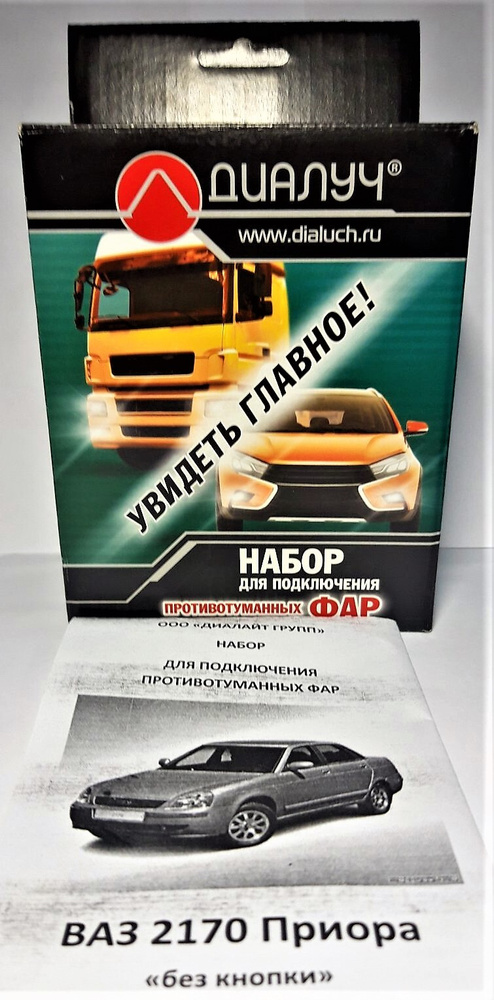 ДИАЛУЧ®
www.dialuch.ru
УВИДЕТЬ ГЛАВНОЕ!
НАБОР
ДЛЯ ПОДКЛЮЧЕНИЯ
ПРОТИВОТУМАННЫХ ФАР
ООО «ДИАЛАЙТ ГРУПП»
НАБОР
ДЛЯ ПОДКЛЮЧЕНИЯ
ПРОТИВОТУМАННЫХ ФАР
ВАЗ 2170 Приора
«без кнопки»